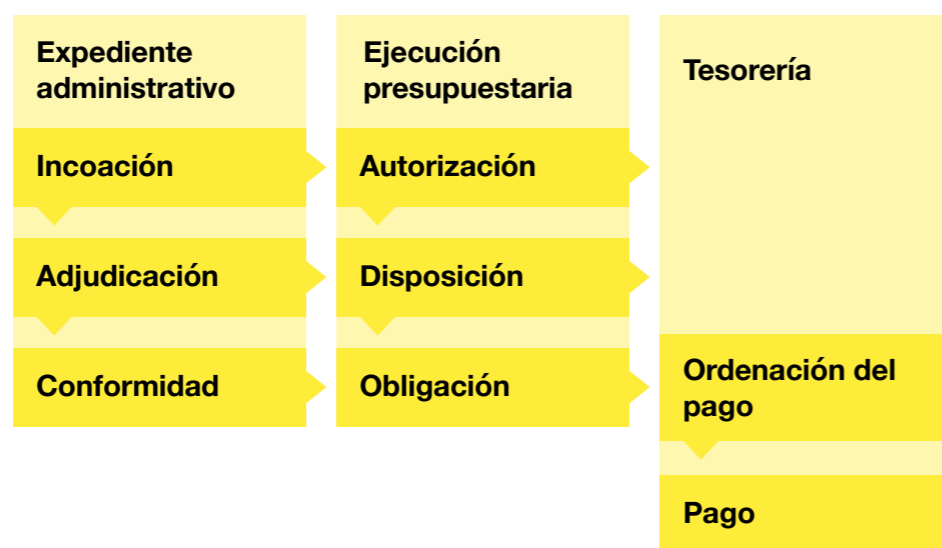 Expediente
administrativo
Ejecución
presupuestaria
Tesorería
Incoación
Autorización
Adjudicación
Disposición
Conformidad
Obligación
Ordenación del
pago
Pago